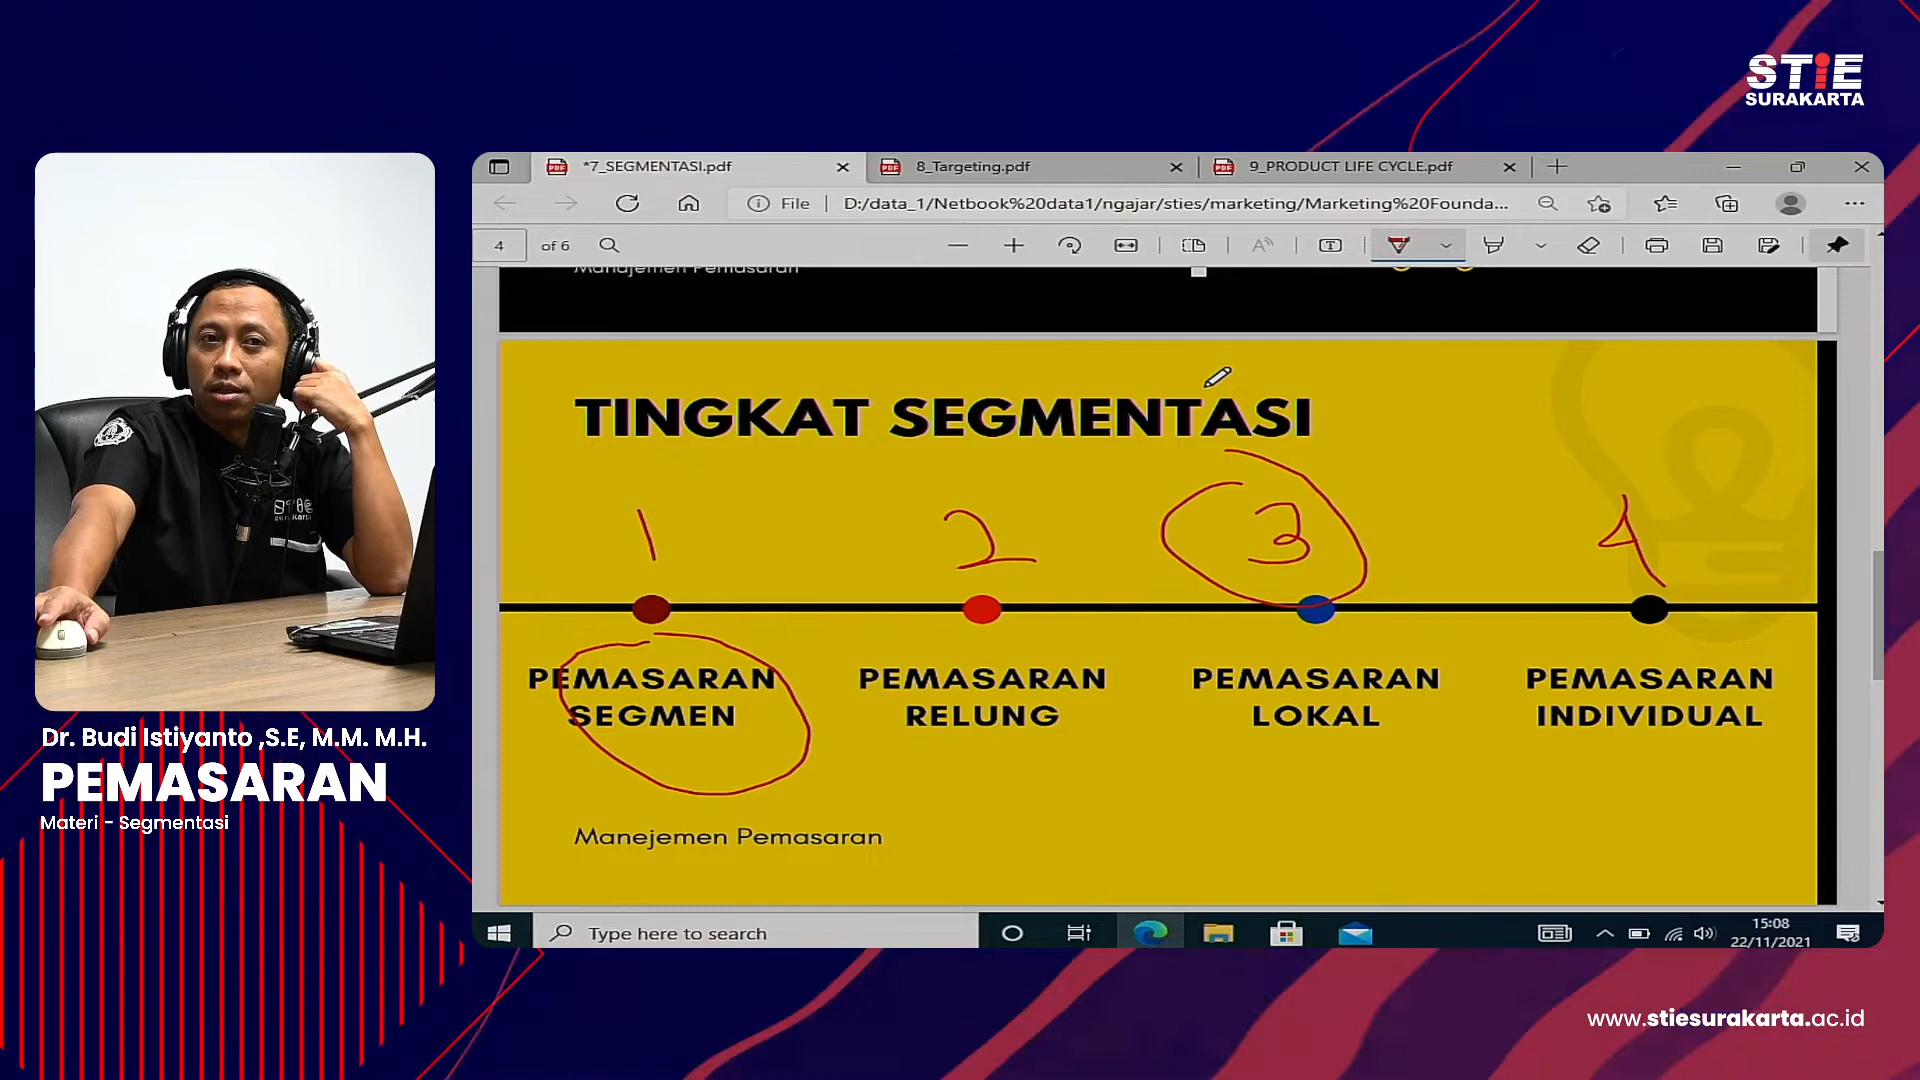 STiE
SURAKARTA
*7_SEGMENTASI.pdf
8_Targeting.pdf
9_PRODUCT LIFE CYCLE.pdf
File
D:/data_1/Netbook%20data1/ngajar/sties/marketing/Marketing%20Founda...
4 of 6
Manajemen Pemasaran
TINGKAT SEGMENTASI
1 2 3 4
PEMASARAN SEGMEN
PEMASARAN RELUNG
PEMASARAN LOKAL
PEMASARAN INDIVIDUAL
Manejemen Pemasaran
Type here to search
15:08
22/11/2021
Dr. Budi Istiyanto ,S.E, M.M. M.H.
PEMASARAN
Materi - Segmentasi
www.stiesurakarta.ac.id